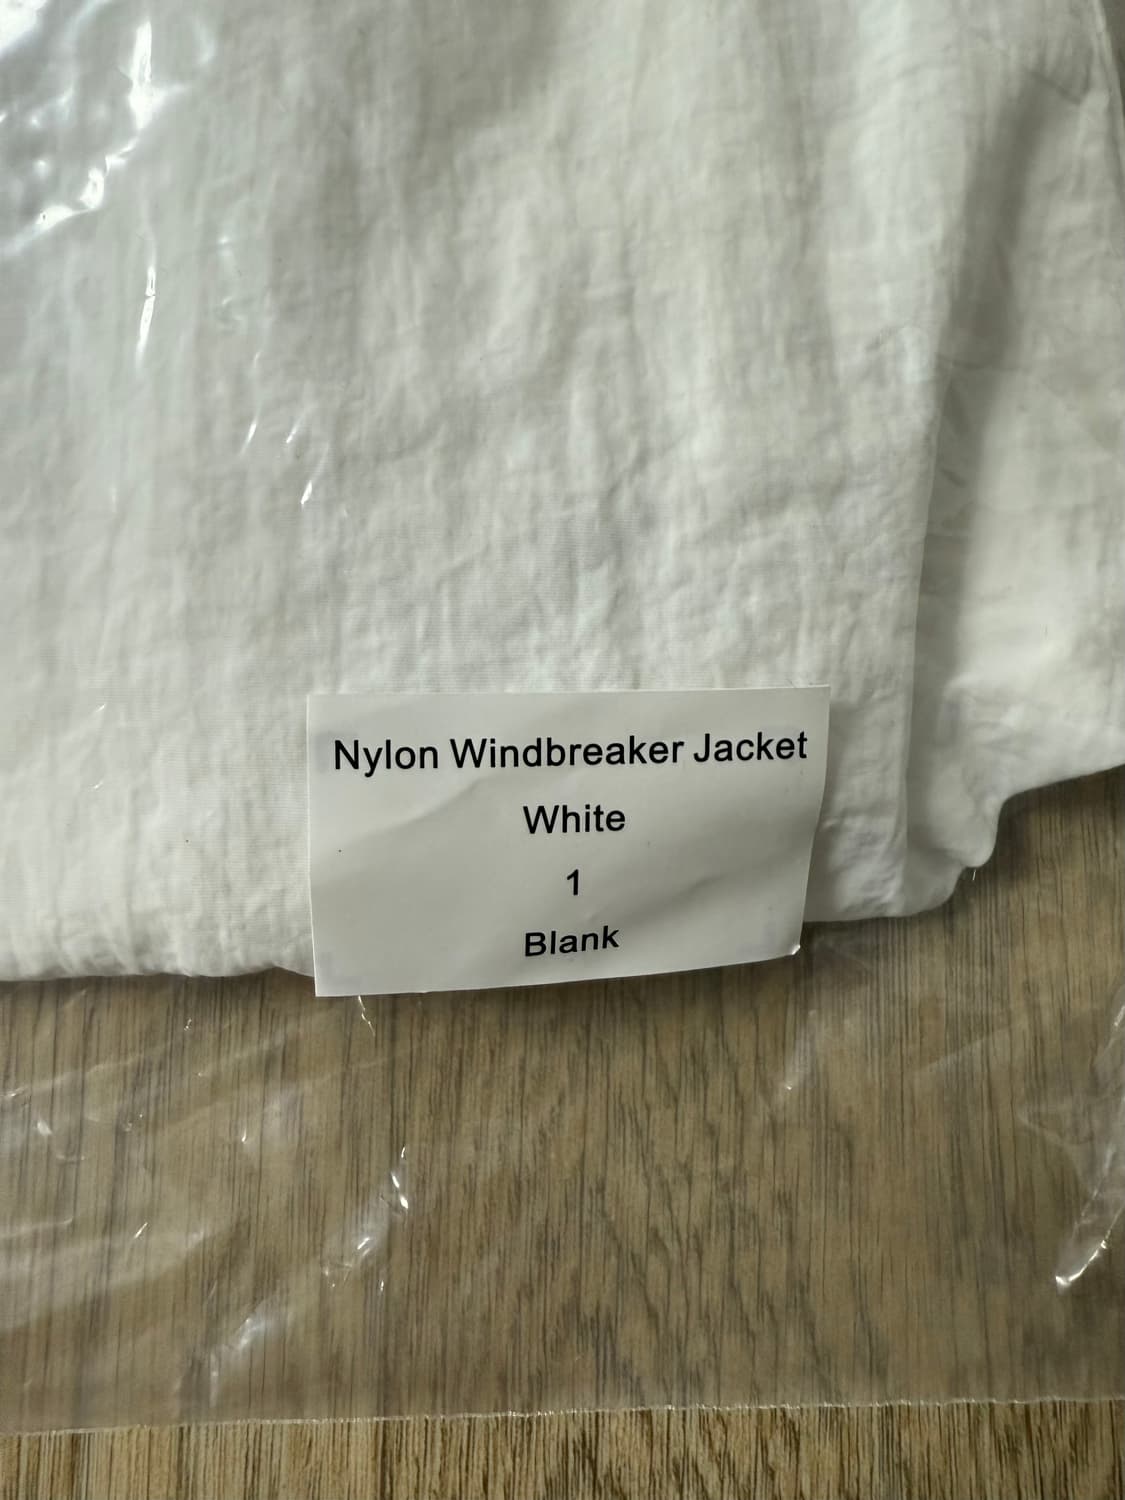 Nylon Windbreaker Jacket
White
1
Blank